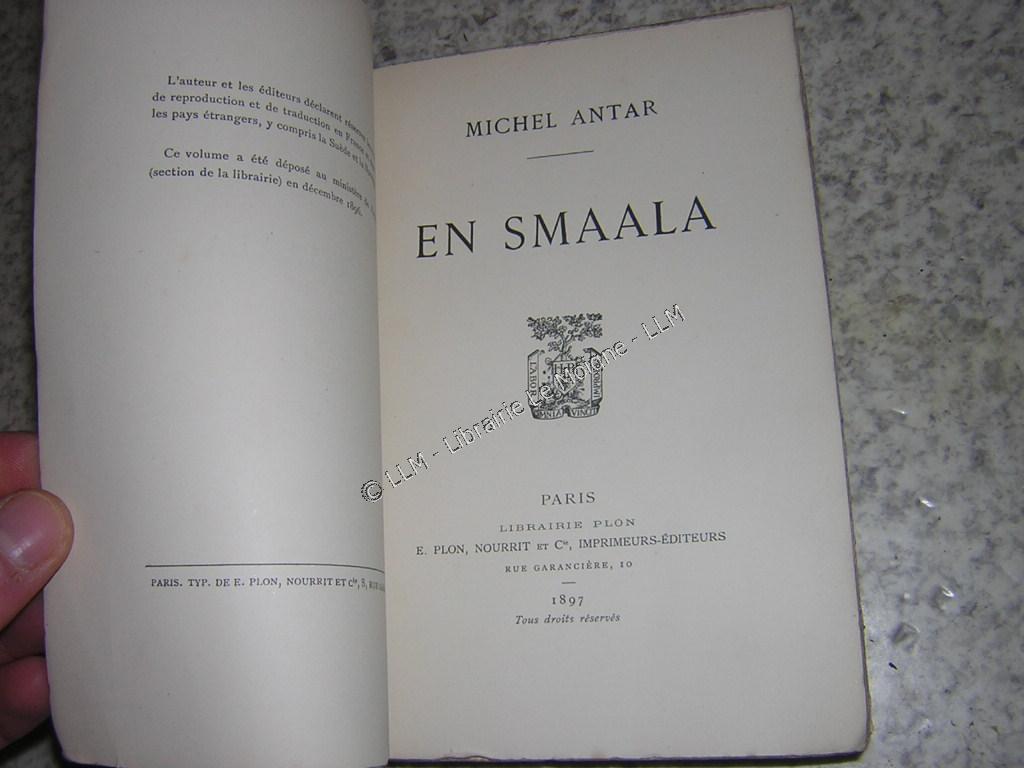 L'auteur et les éditeurs déclarent réserver
de reproduction et de traduction en France et
les pays étrangers, y compris la Suède et la
Ce volume a été déposé au ministère de
(section de la librairie) en décembre 1896.
PARIS. TYP. DE E. PLON, NOURRIT ET Cie, 8,
MICHEL ANTAR
EN SMAALA
PARIS
LIBRAIRIE PLON
E. PLON, NOURRIT ET Cie, IMPRIMEURS-ÉDITEURS
RUE GARANCIÈRE, 10
1897
Tous droits réservés
© LLM - Librairie Le Moione - LLM